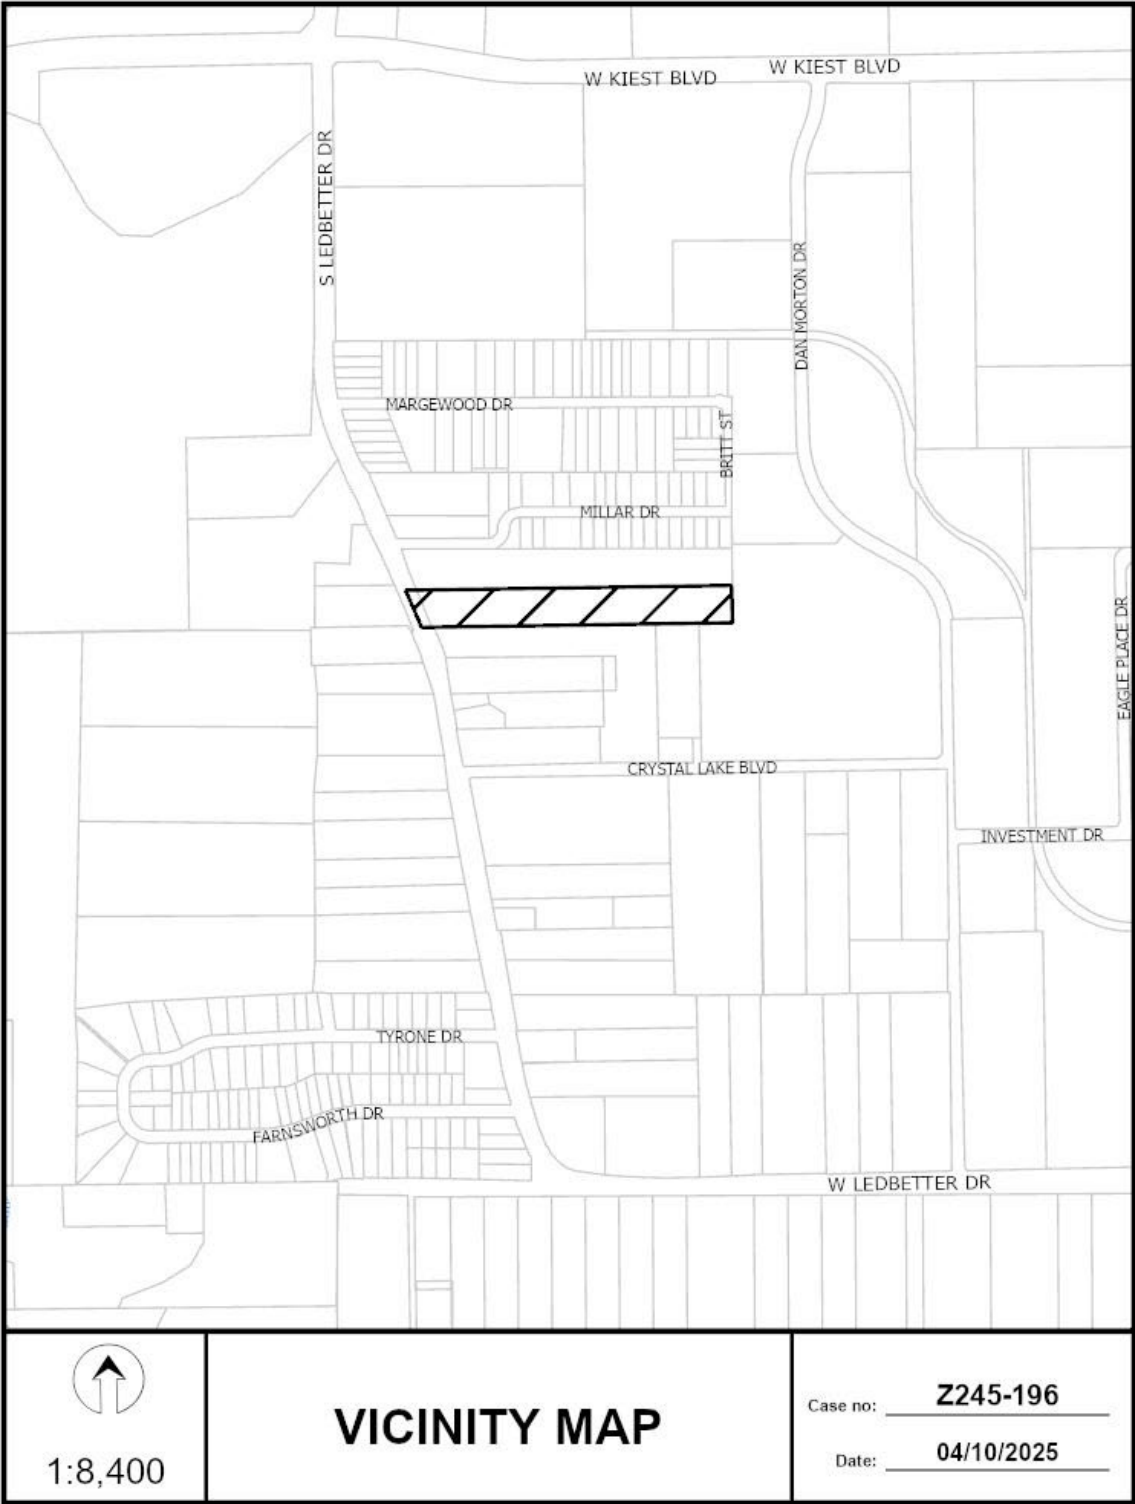 W KIEST BLVD
W KIEST BLVD
S LEDBETTER DR
DAN MORTON DR
MARGEWOOD DR
BRITT ST
MILLAR DR
EAGLE PLACE DR
CRYSTAL LAKE BLVD
INVESTMENT DR
TYRONE DR
FARNSWORTH DR
W LEDBETTER DR
1:8,400
VICINITY MAP
Case no: Z245-196
Date: 04/10/2025